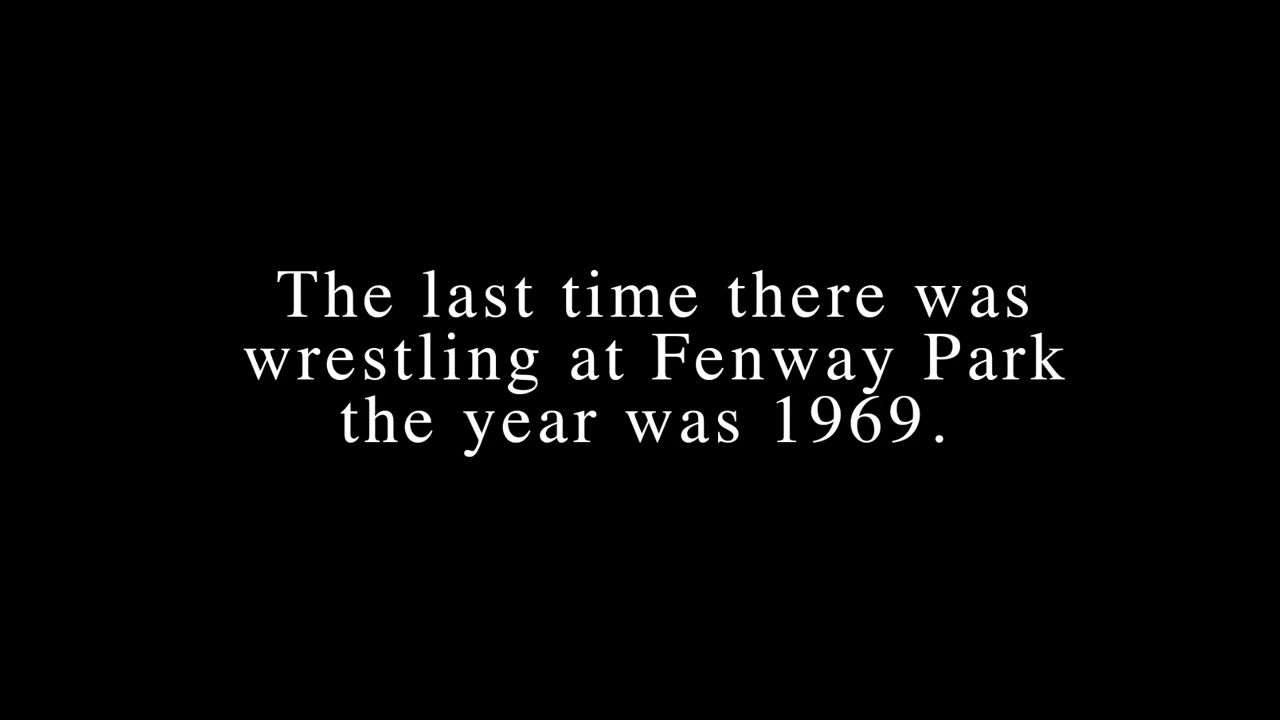 The last time there was
wrestling at Fenway Park
the year was 1969.